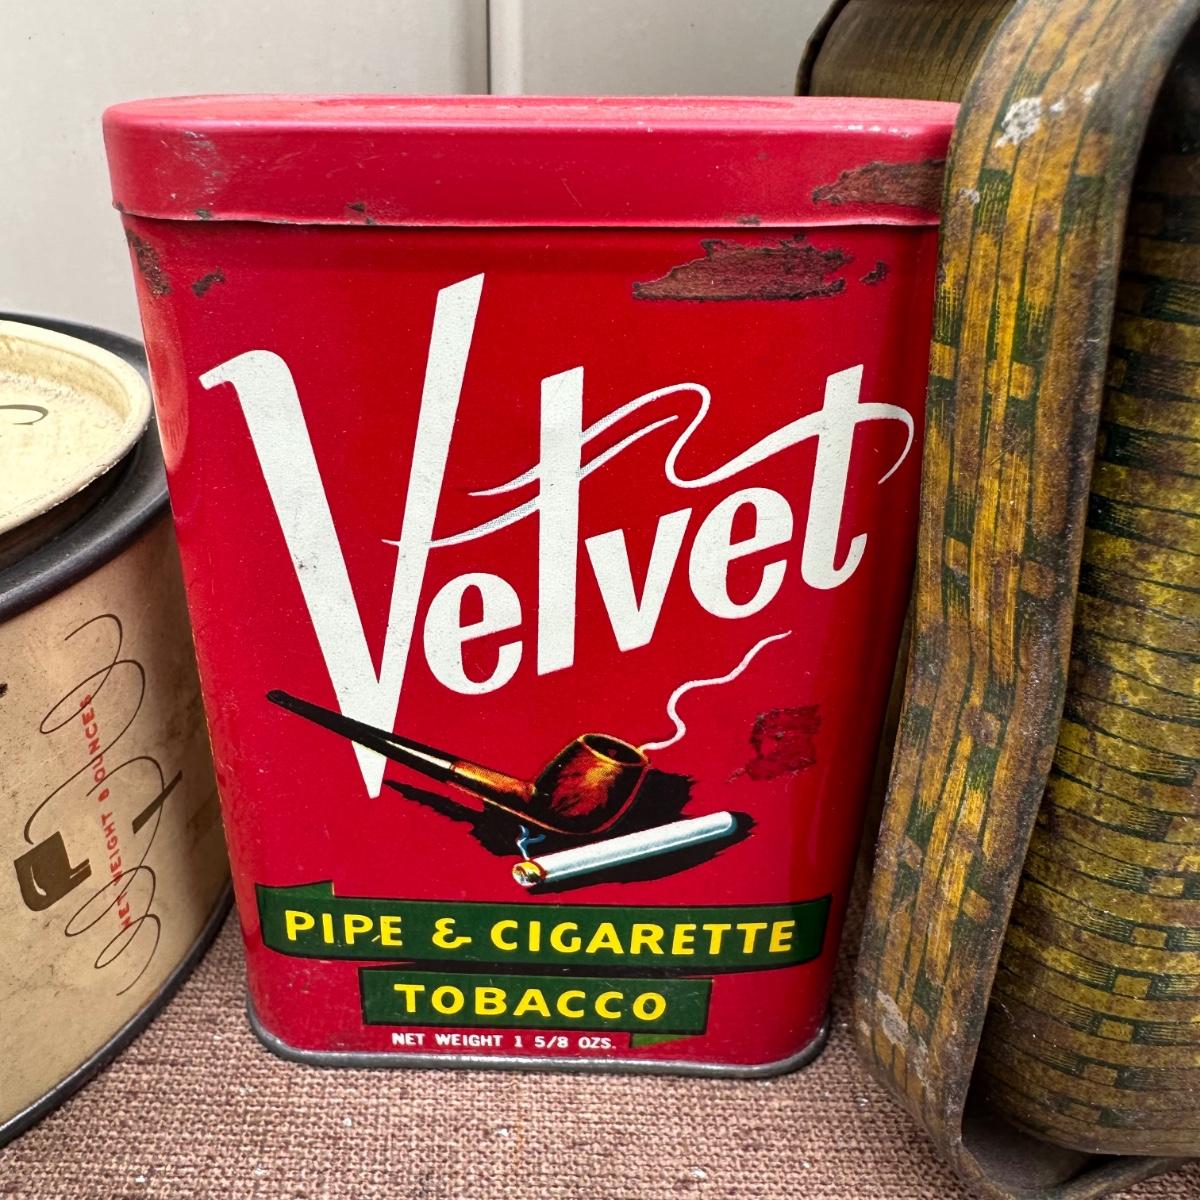 Velvet
PIPE & CIGARETTE
TOBACCO
NET WEIGHT 1 5/8 OZS.
NET WEIGHT 8 OUNCES